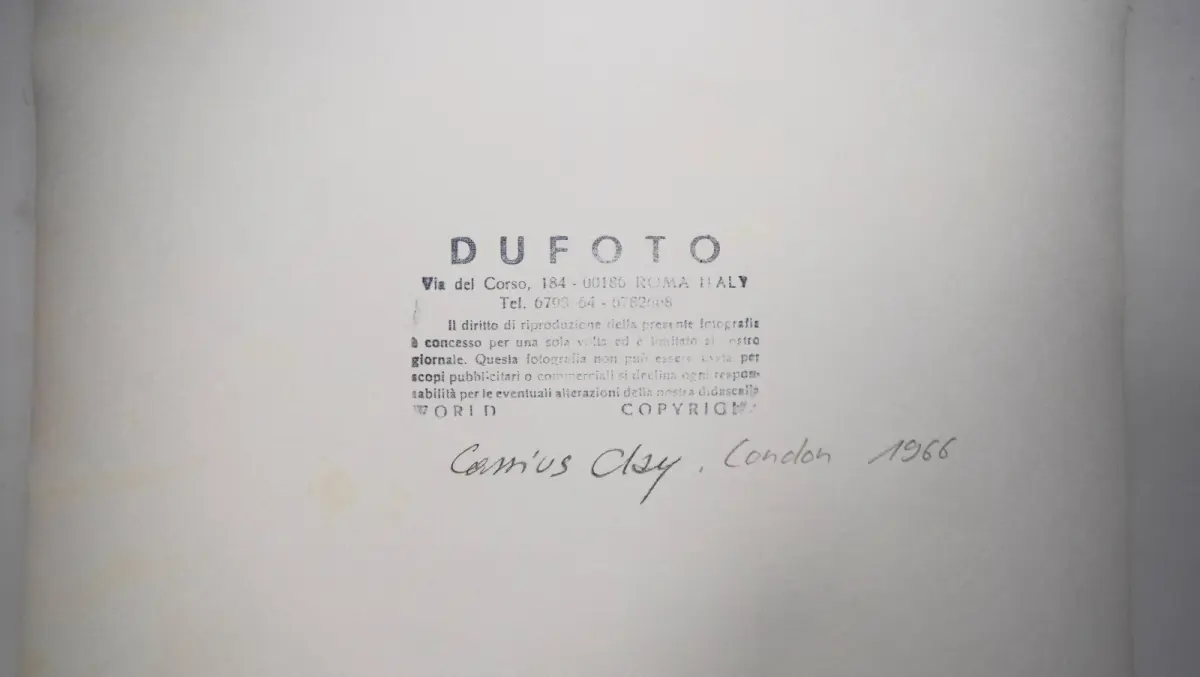 DUFOTO
Via del Corso, 184 - 00186 ROMA ITALY
Tel. 64
Il diritto di riproduzione della presente fotografia
è concesso per una sola volta ed è limitato al
giornale. Questa fotografia non può essere per
scopi pubblicitari o commerciali si declina ogni respon-
sabilità per le eventuali alterazioni della nostra didascalia
WORLD COPYRIGHT
Cassius Clay, London 1966